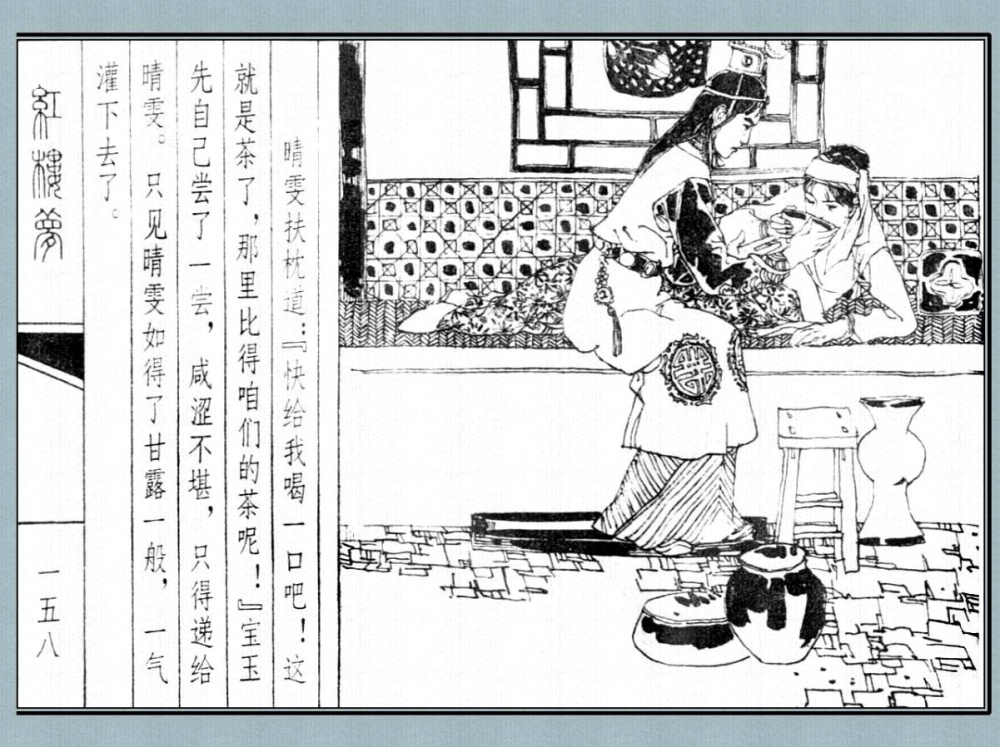 晴雯扶枕道：『快给我喝一口吧！这
就是茶了，那里比得咱们的茶呢！』宝玉
先自己尝了一尝，咸涩不堪，只得递给
晴雯。只见晴雯如得了甘露一般，一气
灌下去了。
紅樓夢
一五八